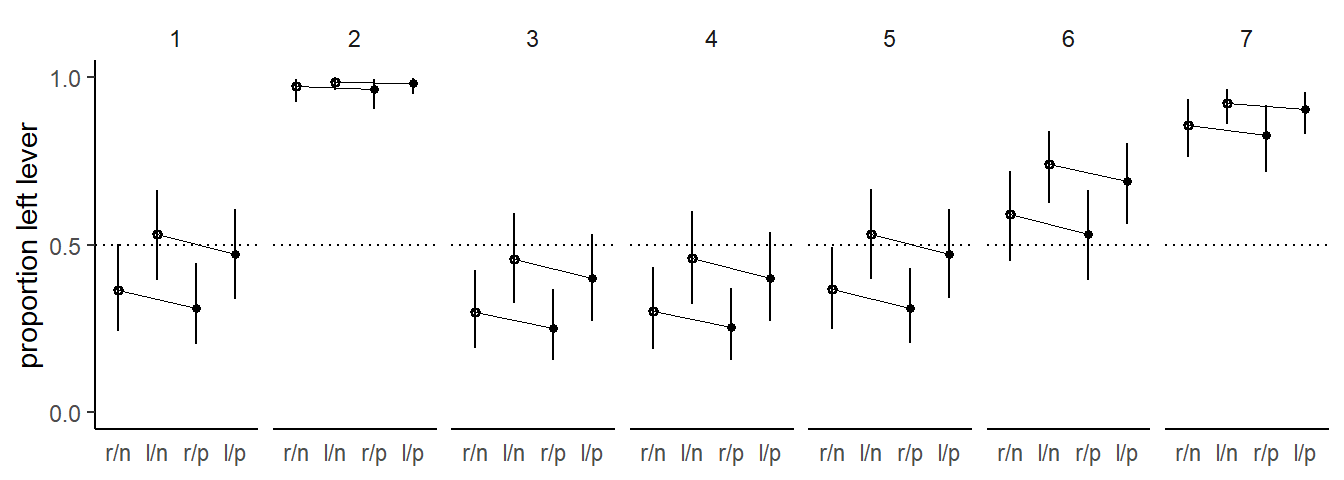 1 2 3 4 5 6 7
1.0
0.5
0.0
proportion left lever
r/n l/n r/p l/p r/n l/n r/p l/p r/n l/n r/p l/p r/n l/n r/p l/p r/n l/n r/p l/p r/n l/n r/p l/p r/n l/n r/p l/p